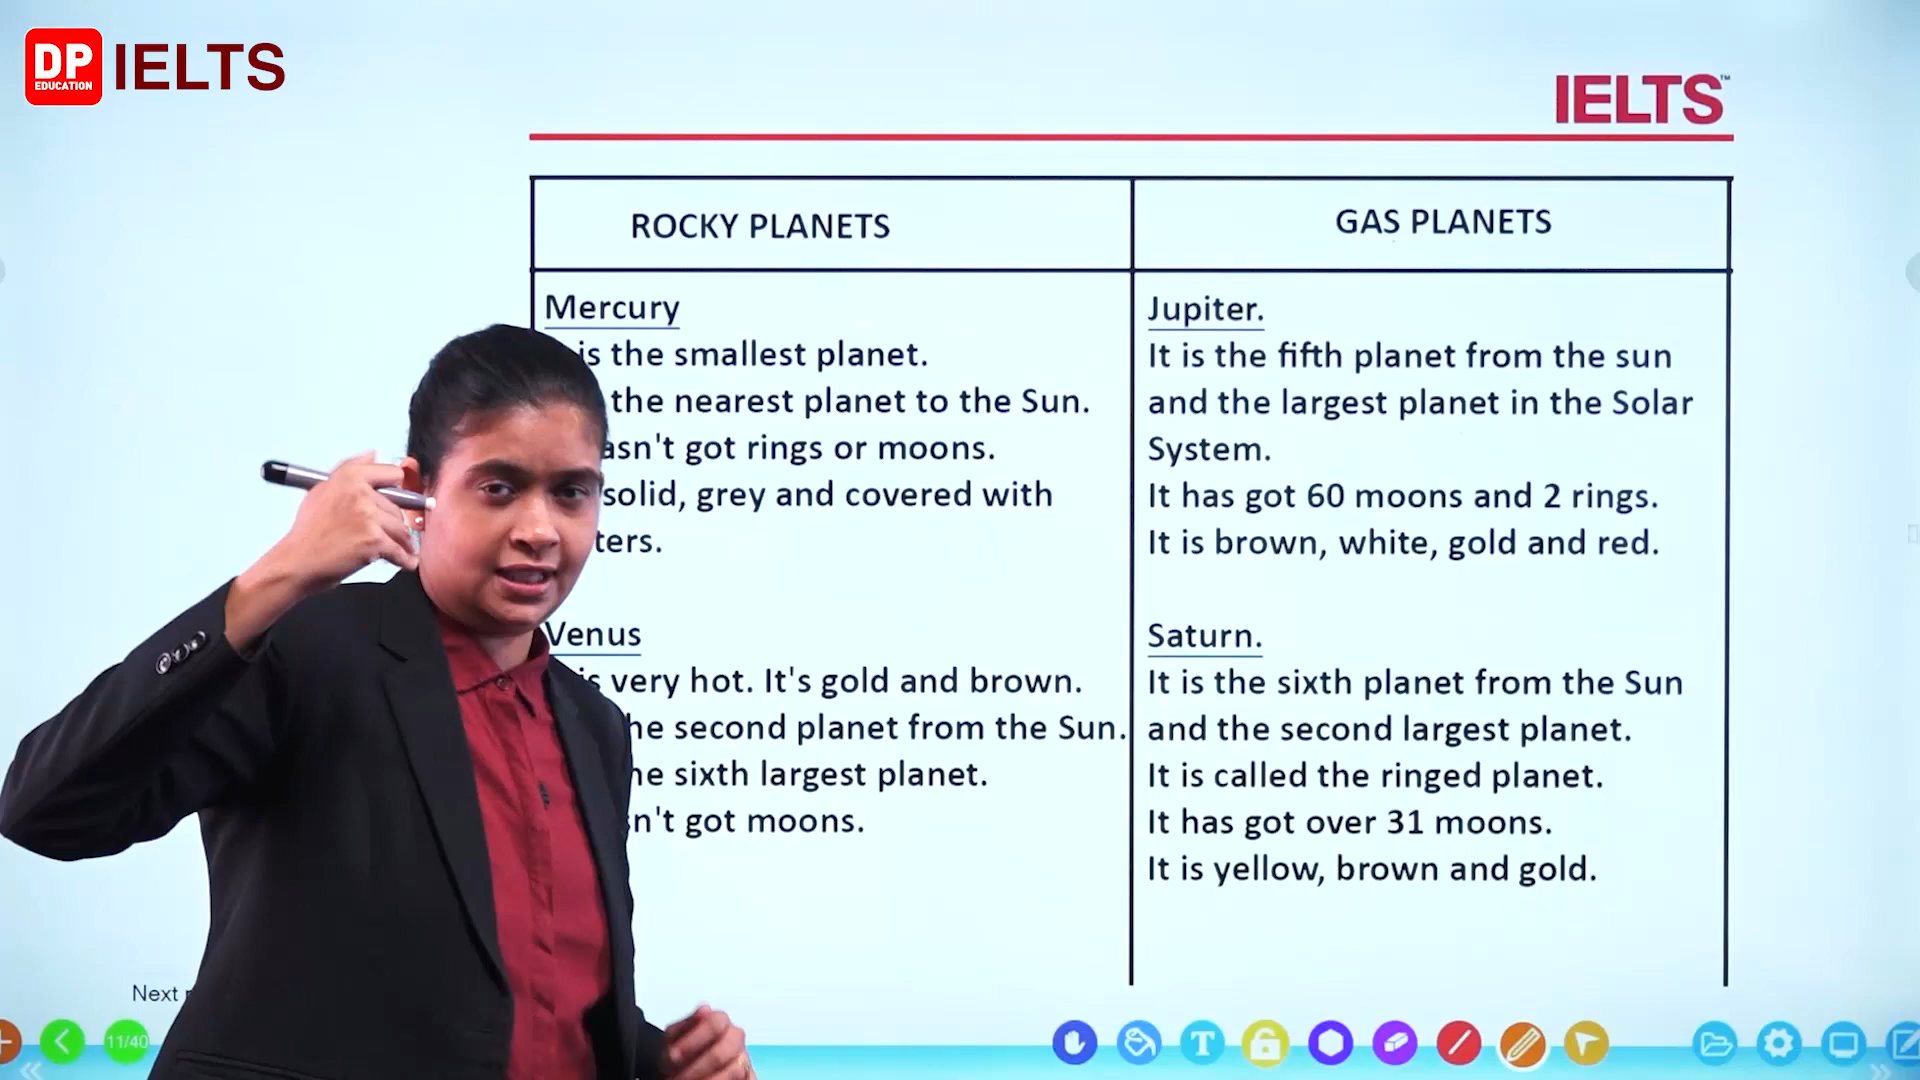 DP
EDUCATION
IELTS
IELTS™
ROCKY PLANETS
GAS PLANETS
Mercury
is the smallest planet.
the nearest planet to the Sun.
asn't got rings or moons.
solid, grey and covered with
ters.
Venus
is very hot. It's gold and brown.
he second planet from the Sun.
he sixth largest planet.
n't got moons.
Jupiter.
It is the fifth planet from the sun
and the largest planet in the Solar
System.
It has got 60 moons and 2 rings.
It is brown, white, gold and red.
Saturn.
It is the sixth planet from the Sun
and the second largest planet.
It is called the ringed planet.
It has got over 31 moons.
It is yellow, brown and gold.
Next
11/40
T